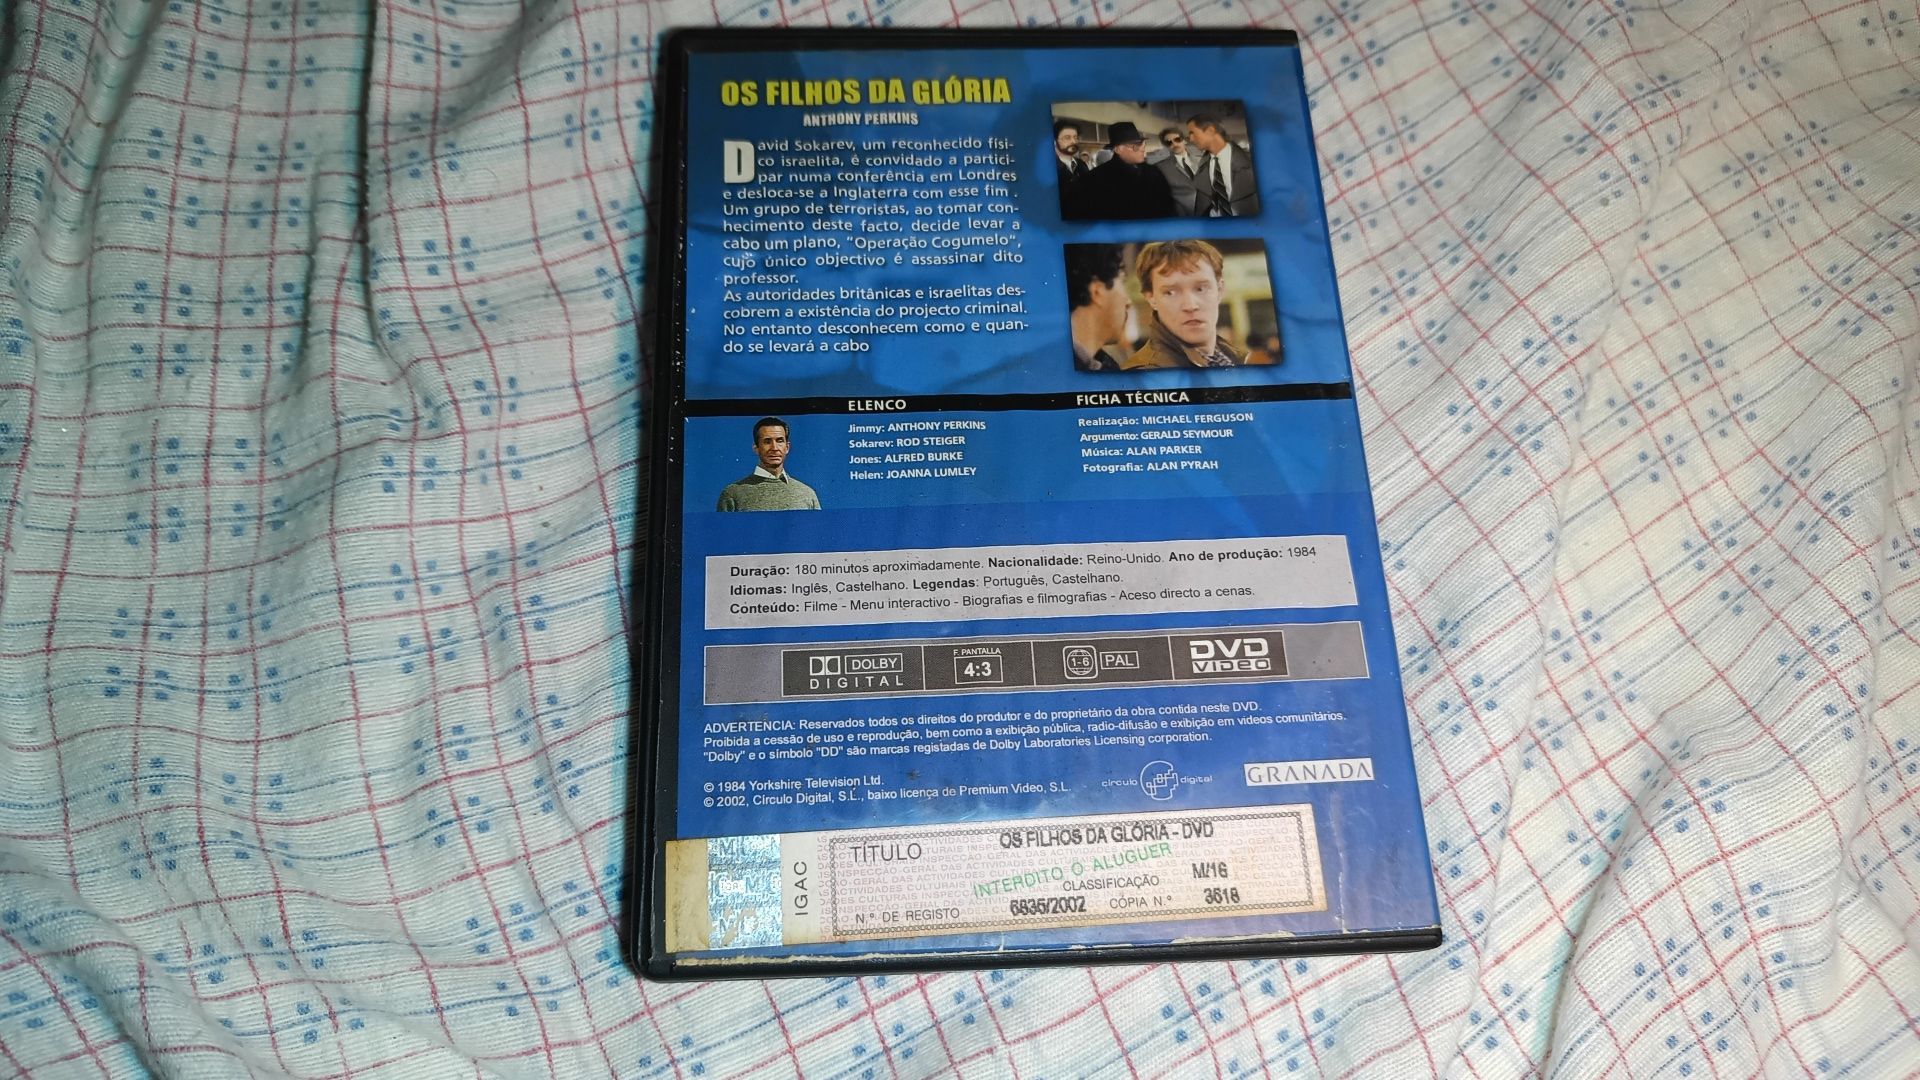 OS FILHOS DA GLÓRIA
ANTHONY PERKINS
David Sokarev, um reconhecido físi-
co israelita, é convidado a partici-
par numa conferência em Londres
e desloca-se a Inglaterra com esse fim .
Um grupo de terroristas, ao tomar con-
hecimento deste facto, decide levar a
cabo um plano, "Operação Cogumelo",
cujo único objectivo é assassinar dito
professor.
As autoridades britânicas e israelitas des-
cobrem a existência do projecto criminal.
No entanto desconhecem como e quan-
do se levará a cabo
ELENCO
Jimmy: ANTHONY PERKINS
Sokarev: ROD STEIGER
Jones: ALFRED BURKE
Helen: JOANNA LUMLEY
FICHA TÉCNICA
Realização: MICHAEL FERGUSON
Argumento: GERALD SEYMOUR
Música: ALAN PARKER
Fotografia: ALAN PYRAH
Duração: 180 minutos aproximadamente. Nacionalidade: Reino-Unido. Ano de produção: 1984
Idiomas: Inglês, Castelhano. Legendas: Português, Castelhano.
Conteúdo: Filme - Menu interactivo - Biografias e filmografias - Aceso directo a cenas.
DOLBY
DIGITAL
F. PANTALLA
4:3
1-6
PAL
DVD
VIDEO
ADVERTENCIA: Reservados todos os direitos do produtor e do proprietário da obra contida neste DVD.
Proibida a cessão de uso e reprodução, bem como a exibição pública, radio-difusão e exibição em videos comunitários.
"Dolby" e o símbolo "DD" são marcas registadas de Dolby Laboratories Licensing corporation.
© 1984 Yorkshire Television Ltd.
© 2002, Círculo Digital, S.L., baixo licença de Premium Video, S.L.
círculo digital
GRANADA
IGAC
TÍTULO OS FILHOS DA GLÓRIA - DVD
INTERDITO O ALUGUER
CLASSIFICAÇÃO M/16
N.º DE REGISTO 6635/2002 CÓPIA N.º 3618